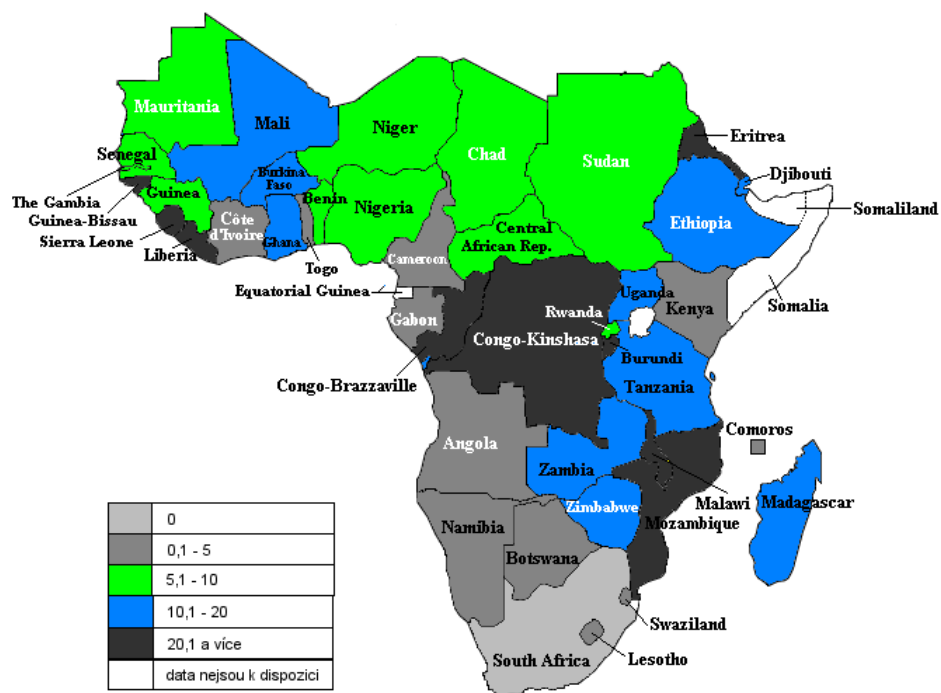 Mauritania
Mali
Niger
Chad
Sudan
Eritrea
Senegal
The Gambia
Guinea
Guinea-Bissau
Sierra Leone
Liberia
Côte
d'Ivoire
Burkina
Faso
Ghana
Benin
Togo
Nigeria
Cameroon
Central
African Rep.
Djibouti
Somaliland
Ethiopia
Somalia
Equatorial Guinea
Gabon
Uganda
Kenya
Rwanda
Congo-Kinshasa
Burundi
Congo-Brazzaville
Tanzania
Comoros
Angola
Zambia
Malawi
Mozambique
Madagascar
Zimbabwe
Namibia
Botswana
Swaziland
South Africa
Lesotho
0
0,1 - 5
5,1 - 10
10,1 - 20
20,1 a více
data nejsou k dispozici